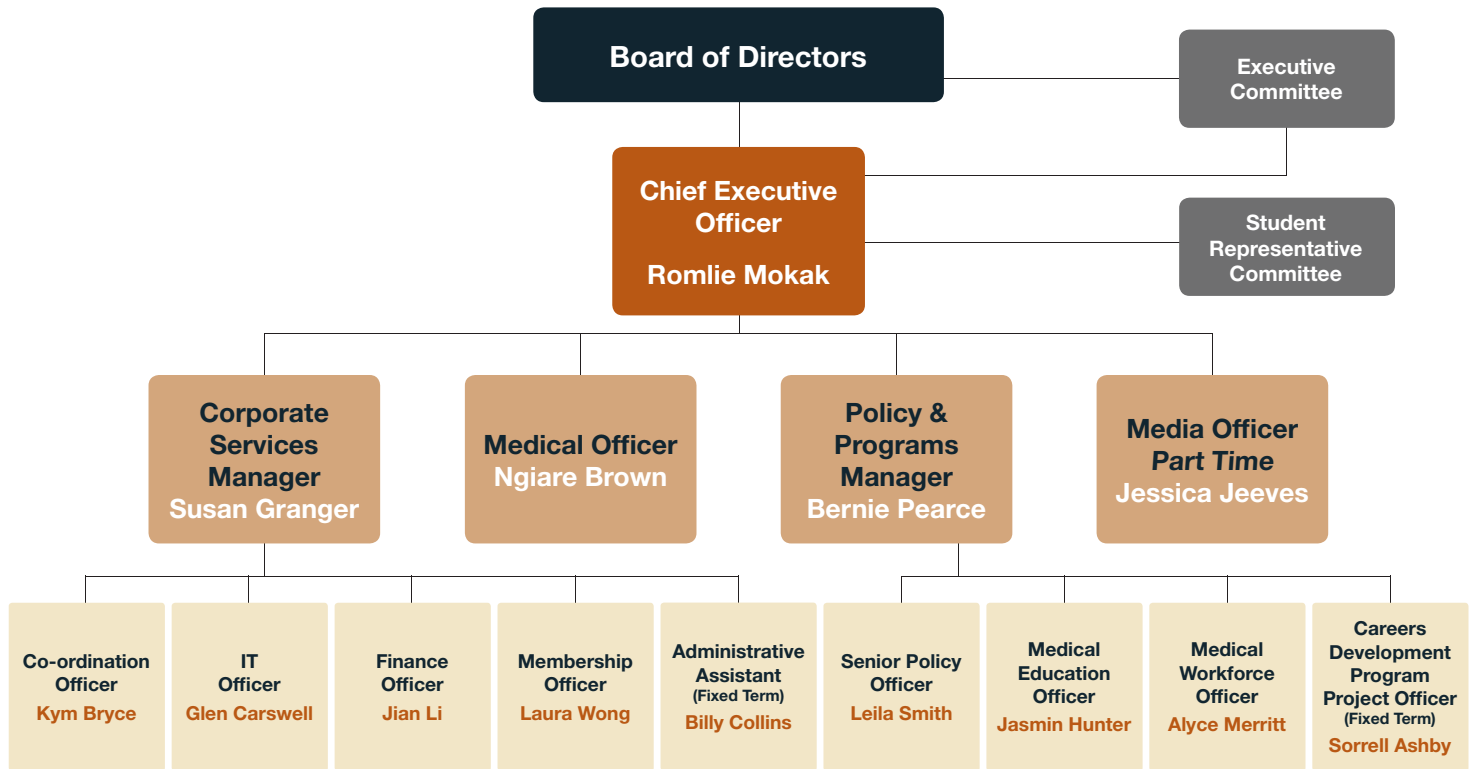 Board of Directors
Executive
Committee
Chief Executive
Officer
Romlie Mokak
Student
Representative
Committee
Corporate
Services
Manager
Susan Granger
Medical Officer
Ngiare Brown
Policy &
Programs
Manager
Bernie Pearce
Media Officer
Part Time
Jessica Jeeves
Co-ordination
Officer
Kym Bryce
IT
Officer
Glen Carswell
Finance
Officer
Jian Li
Membership
Officer
Laura Wong
Administrative
Assistant
(Fixed Term)
Billy Collins
Senior Policy
Officer
Leila Smith
Medical
Education
Officer
Jasmin Hunter
Medical
Workforce
Officer
Alyce Merritt
Careers
Development
Program
Project Officer
(Fixed Term)
Sorrell Ashby